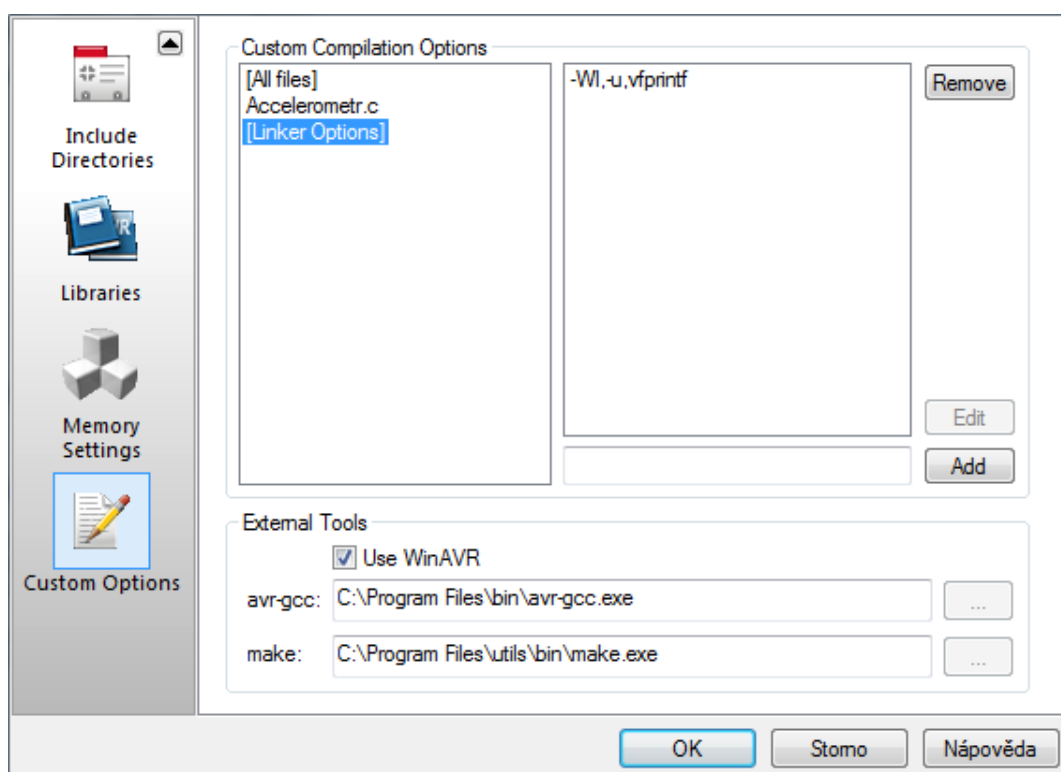 Include
Directories
Libraries
Memory
Settings
Custom Options
Custom Compilation Options
[All files]
Accelerometr.c
[Linker Options]
-Wl,-u,vfprintf
Remove
Edit
Add
External Tools
Use WinAVR
avr-gcc: C:\Program Files\bin\avr-gcc.exe ...
make: C:\Program Files\utils\bin\make.exe ...
OK Storno Nápověda